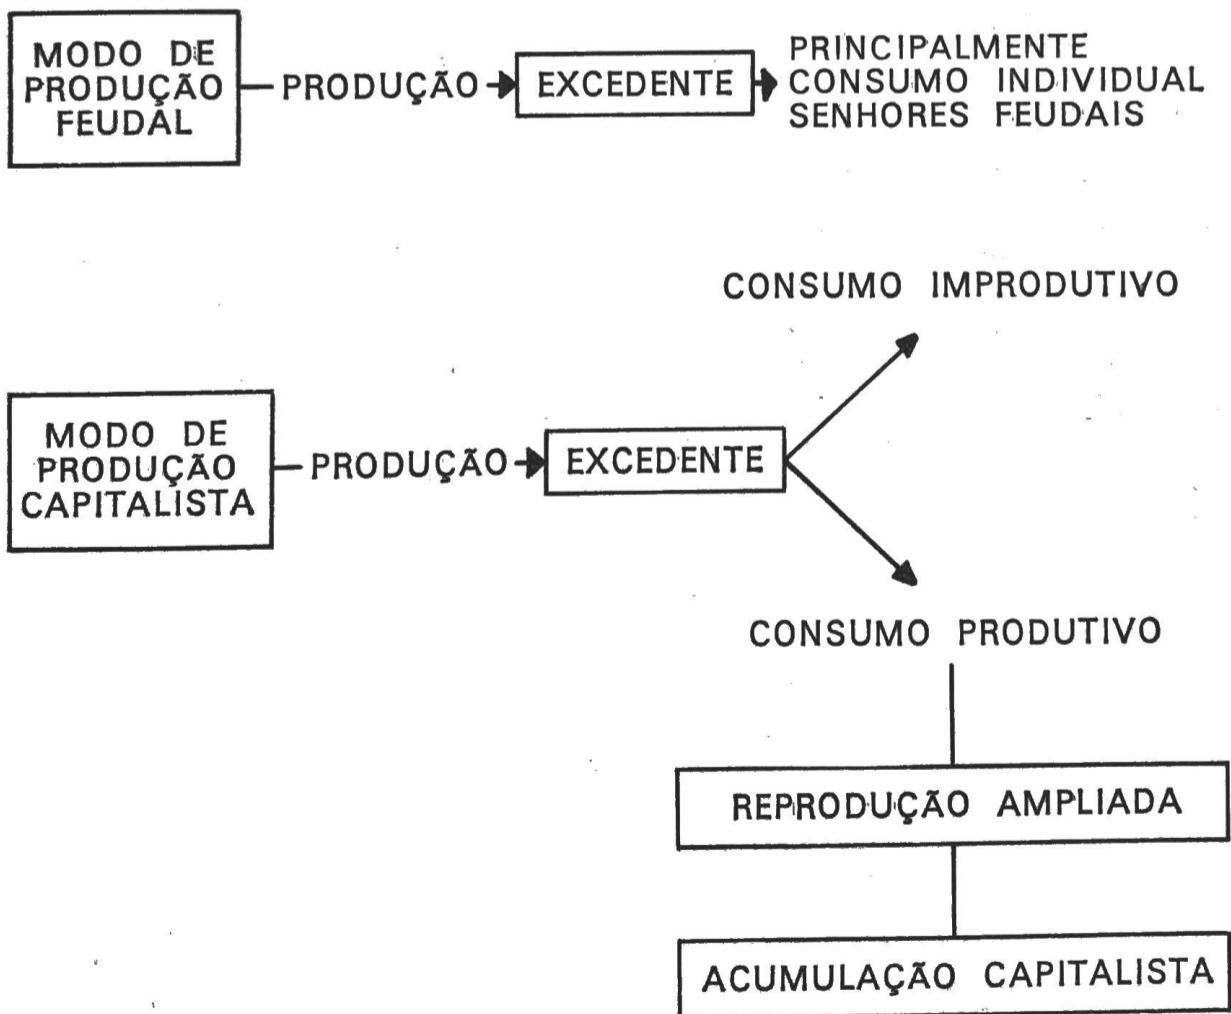 MODO DE
PRODUÇÃO
FEUDAL
PRODUÇÃO
EXCEDENTE
PRINCIPALMENTE
CONSUMO INDIVIDUAL
SENHORES FEUDAIS
CONSUMO IMPRODUTIVO
MODO DE
PRODUÇÃO
CAPITALISTA
PRODUÇÃO
EXCEDENTE
CONSUMO PRODUTIVO
REPRODUÇÃO AMPLIADA
ACUMULAÇÃO CAPITALISTA